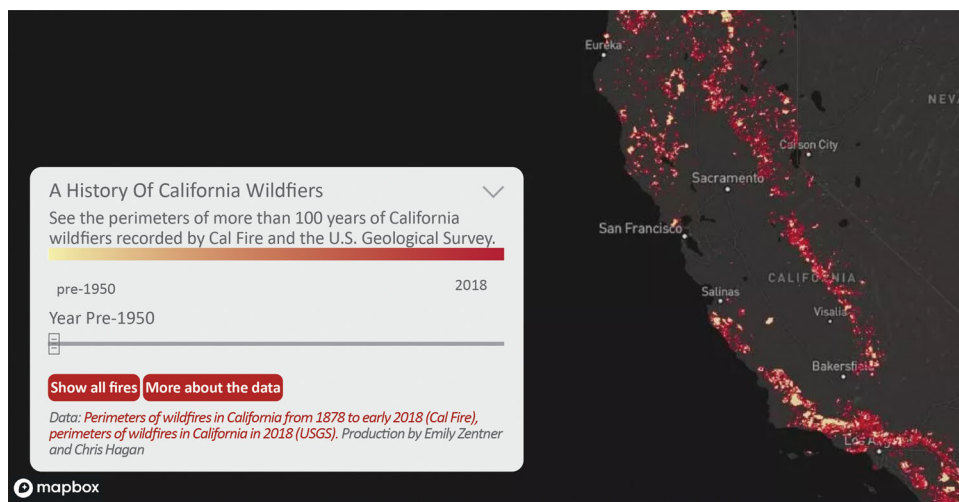 Eureka
NEVA
Carson City
Sacramento
San Francisco
CALIFORNIA
Salinas
Visalia
Bakersfield
A History Of California Wildfiers
See the perimeters of more than 100 years of California
wildfiers recorded by Cal Fire and the U.S. Geological Survey.
pre-1950
2018
Year Pre-1950
Show all fires
More about the data
Data: Perimeters of wildfires in California from 1878 to early 2018 (Cal Fire),
perimeters of wildfires in California in 2018 (USGS). Production by Emily Zentner
and Chris Hagan
mapbox